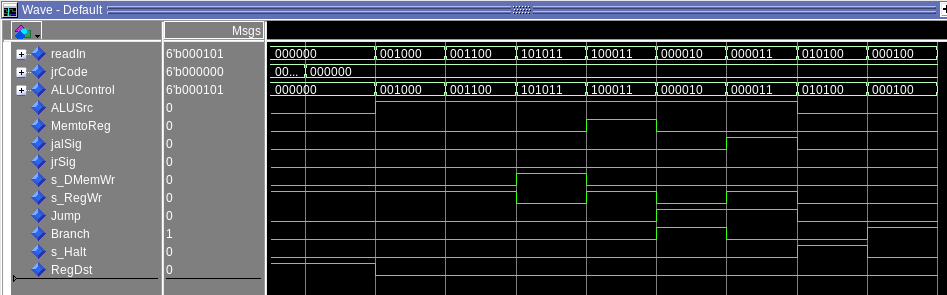 Wave - Default
Msgs
readIn 6'b000101 000000 001000 001100 101011 100011 000010 000011 010100 000100
jrCode 6'b000000 00... 000000
ALUControl 6'b000101 000000 001000 001100 101011 100011 000010 000011 010100 000100
ALUSrc 0
MemtoReg 0
jalSig 0
jrSig 0
s_DMemWr 0
s_RegWr 0
Jump 0
Branch 1
s_Halt 0
RegDst 0